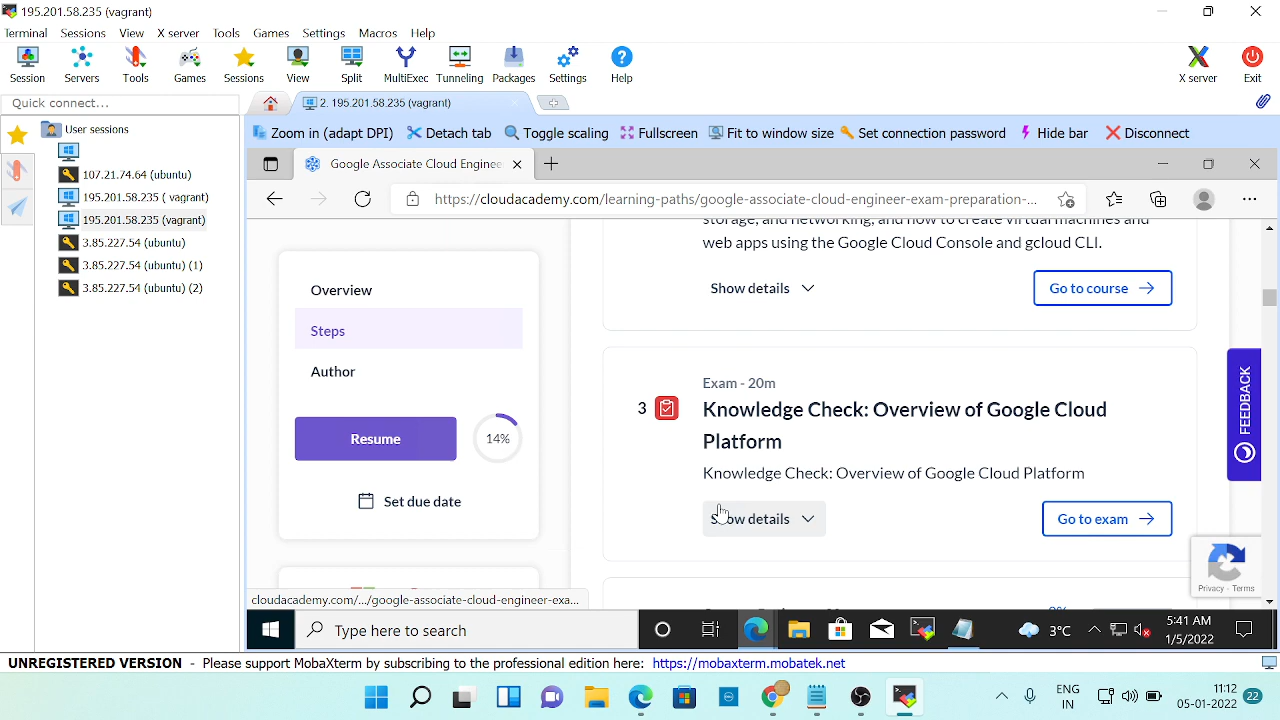 195.201.58.235 (vagrant)
Terminal Sessions View X server Tools Games Settings Macros Help
Session Servers Tools Games Sessions View Split MultiExec Tunneling Packages Settings Help X server Exit
Quick connect...
2. 195.201.58.235 (vagrant)
User sessions
107.21.74.64 (ubuntu)
195.201.58.235 ( vagrant)
195.201.58.235 (vagrant)
3.85.227.54 (ubuntu)
3.85.227.54 (ubuntu) (1)
3.85.227.54 (ubuntu) (2)
Zoom in (adapt DPI) Detach tab Toggle scaling Fullscreen Fit to window size Set connection password Hide bar Disconnect
Google Associate Cloud Enginee
https://cloudacademy.com/learning-paths/google-associate-cloud-engineer-exam-preparation-...
Overview
Steps
Author
Resume
14%
Set due date
storage, and networking, and how to create virtual machines and
web apps using the Google Cloud Console and gcloud CLI.
Show details
Go to course
Exam - 20m
3
Knowledge Check: Overview of Google Cloud
Platform
Knowledge Check: Overview of Google Cloud Platform
Show details
Go to exam
FEEDBACK
Privacy - Terms
cloudacademy.com/.../google-associate-cloud-engineer-exa...
Type here to search
3°C
5:41 AM
1/5/2022
UNREGISTERED VERSION - Please support MobaXterm by subscribing to the professional edition here: https://mobaxterm.mobatek.net
ENG
IN
11:12
05-01-2022
22